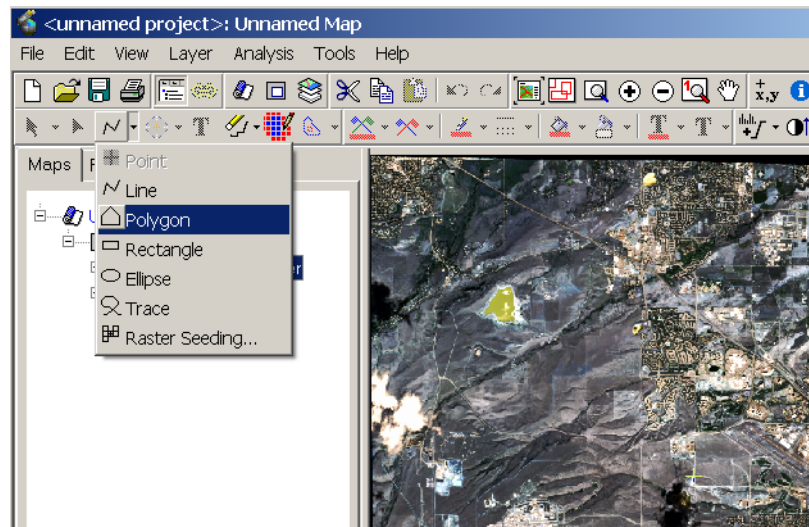 <unnamed project>: Unnamed Map
File Edit View Layer Analysis Tools Help
x,y
Maps
Point
Line
Polygon
Rectangle
Ellipse
Trace
Raster Seeding...